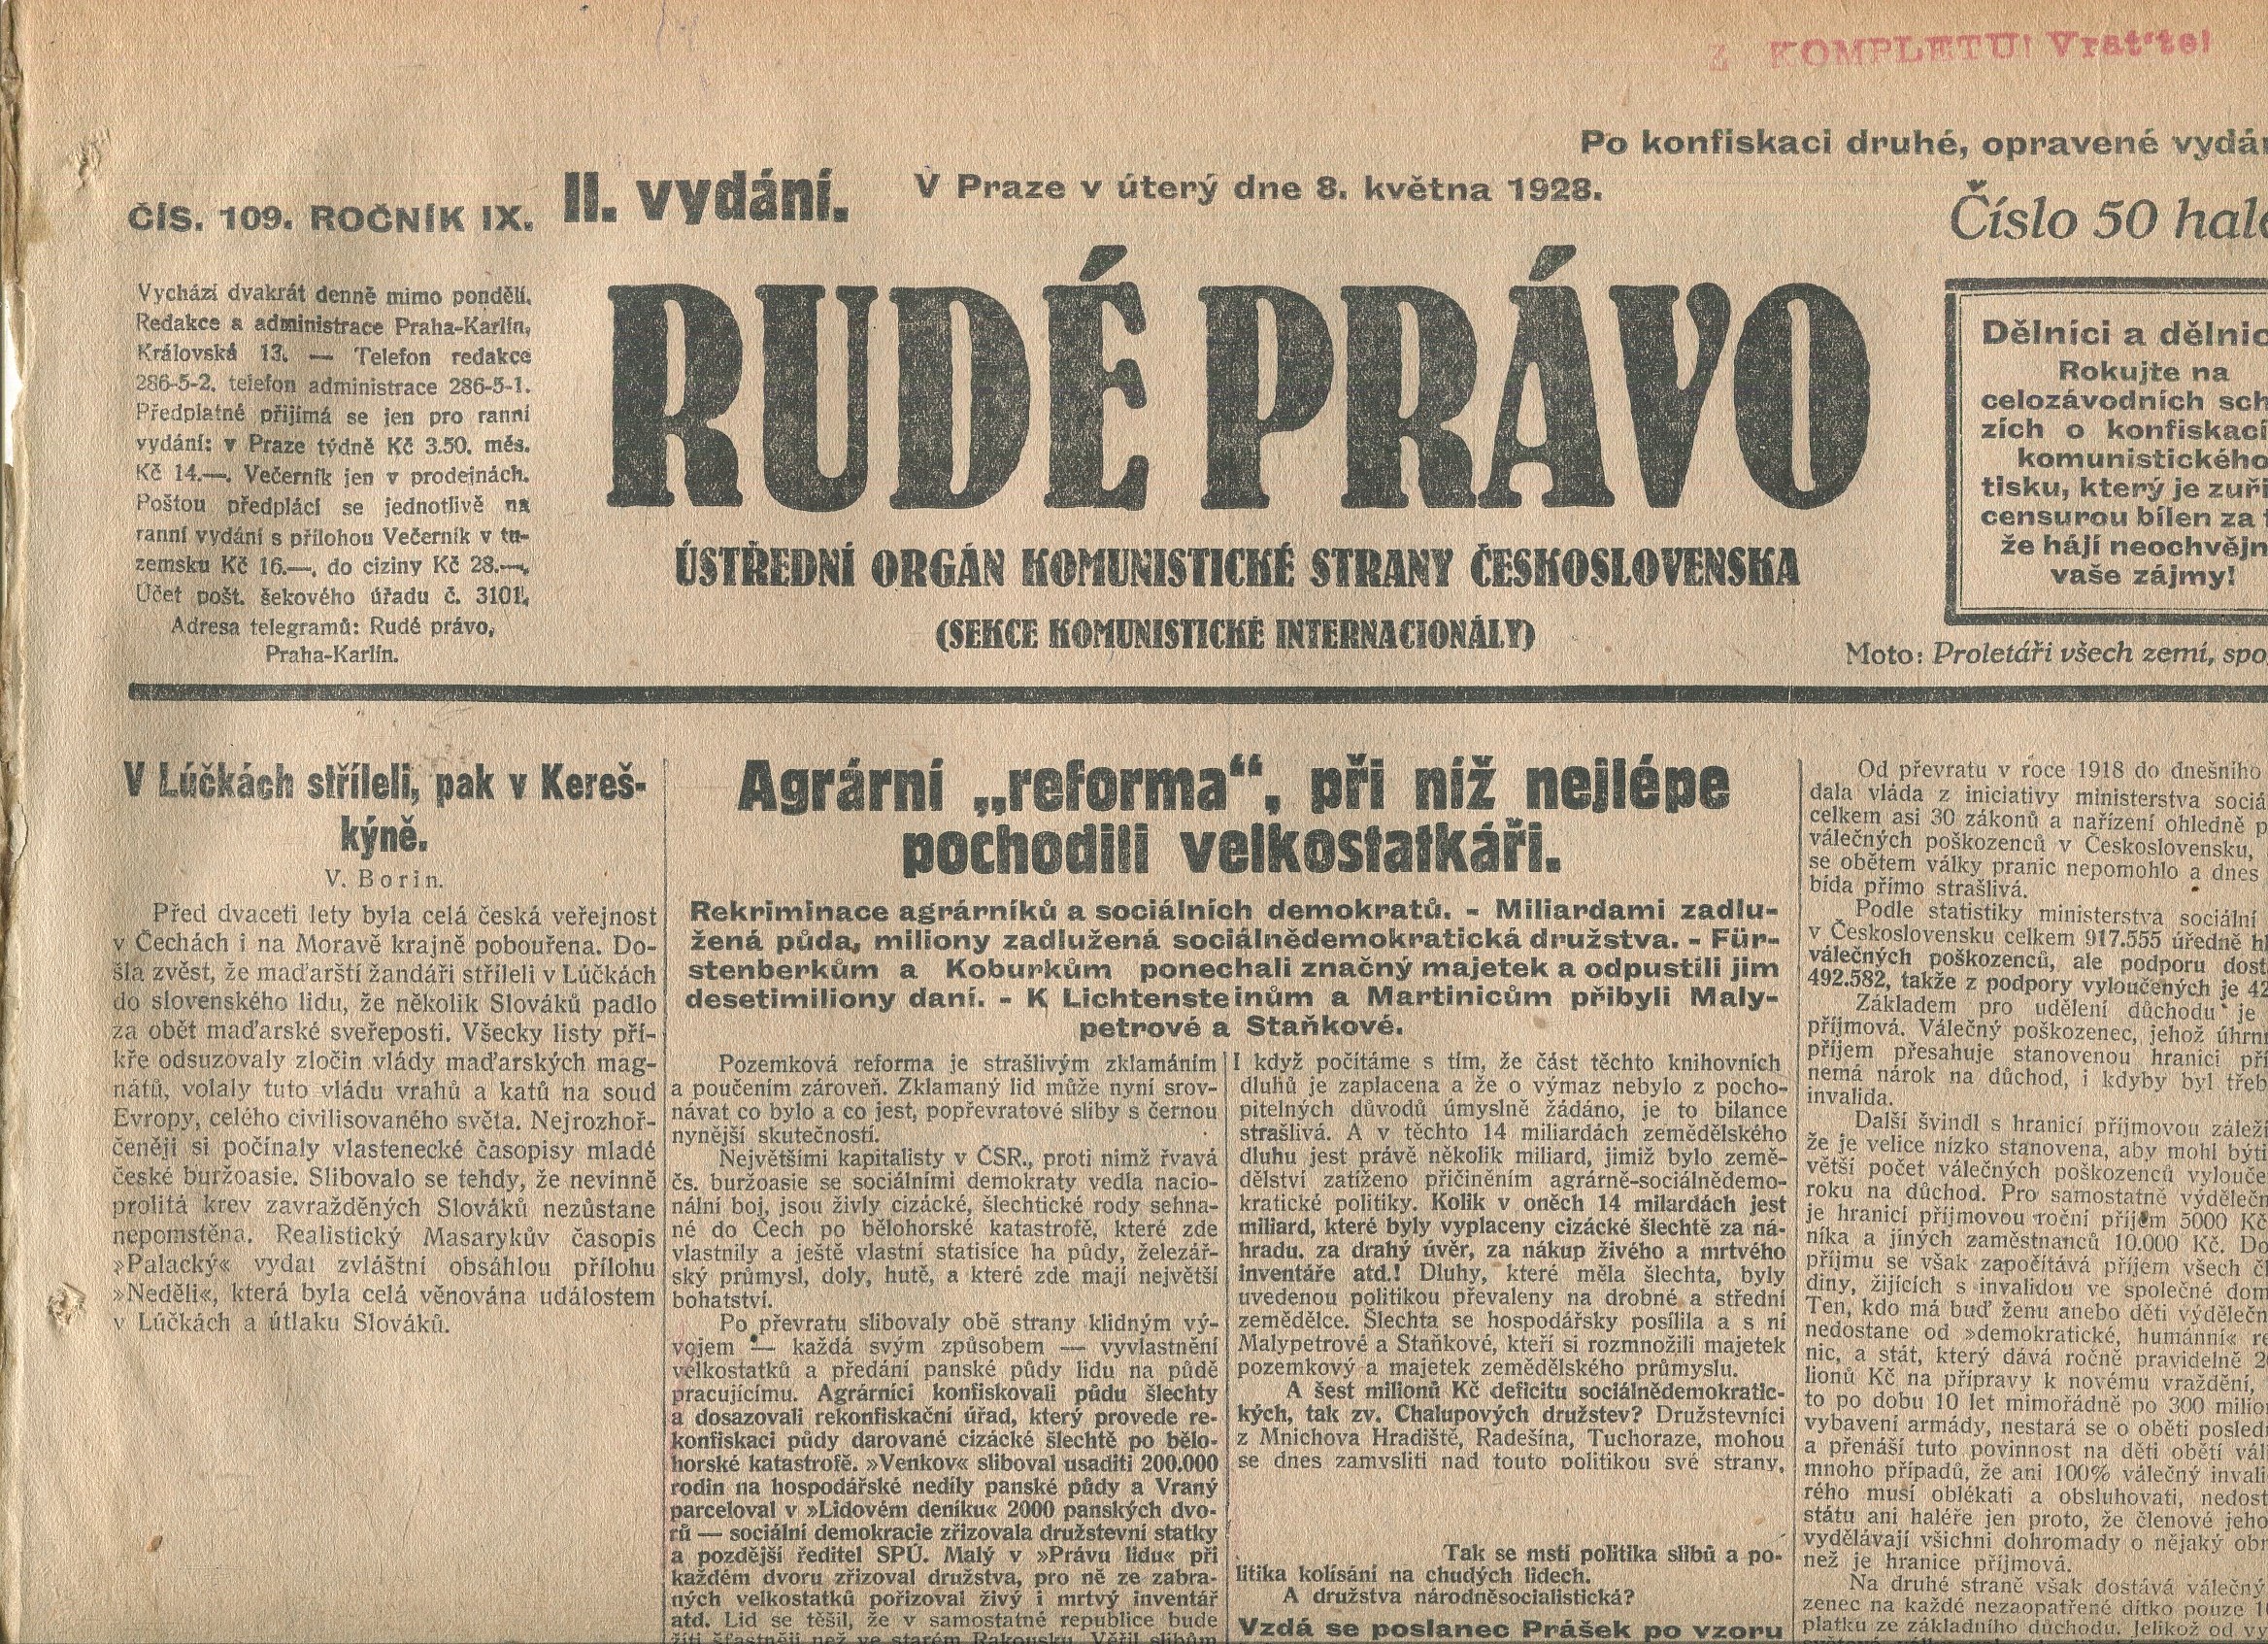 Z KOMPLETU! Vraťte!
Po konfiskaci druhé, opravené
ČÍS. 109. ROČNÍK IX.
II. vydání.
V Praze v úterý dne 8. května 1928.
Číslo 50
Vychází dvakrát denně mimo pondělí.
Redakce a administrace Praha-Karlín,
Královská 13. — Telefon redakce
286-5-2, telefon administrace 286-5-1.
Předplatné přijímá se jen pro ranní
vydání: v Praze týdně Kč 3.50, měs.
Kč 14.—. Večerník jen v prodejnách.
Poštou předplácí se jednotlivě na
ranní vydání s přílohou Večerník v tu-
zemsku Kč 16.—, do ciziny Kč 28.—.
Účet pošt. šekového úřadu č. 3101.
Adresa telegramů: Rudé právo,
Praha-Karlín.
RUDÉ PRÁVO
ÚSTŘEDNÍ ORGÁN KOMUNISTICKÉ STRANY ČESKOSLOVENSKA
(SEKCE KOMUNISTICKÉ INTERNACIONÁLY)
Dělníci a dělnic
Rokujte na
celozávodních sch
zích o konfiskací
komunistického
tisku, který je zuři
censurou bílen za
že hájí neochvějn
vaše zájmy!
Moto: Proletáři všech zemí, spo
V Lúčkách stříleli, pak v Kereš-
kýně.
V. Borin.
Před dvaceti lety byla celá česká veřejnost
v Čechách i na Moravě krajně pobouřena. Do-
šla zvěst, že maďarští žandáři stříleli v Lúčkách
do slovenského lidu, že několik Slováků padlo
za obět maďarské sveřeposti. Všecky listy pří-
kře odsuzovaly zločin vlády maďarských mag-
nátů, volaly tuto vládu vrahů a katů na soud
Evropy, celého civilisovaného světa. Nejrozhoř-
čeněji si počínaly vlastenecké časopisy mladé
české buržoasie. Slibovalo se tehdy, že nevinně
prolitá krev zavražděných Slováků nezůstane
nepomstěna. Realistický Masarykův časopis
»Palacký« vydal zvláštní obsáhlou přílohu
»Neděli«, která byla celá věnována událostem
v Lúčkách a útlaku Slováků.
Agrární „reforma“, při níž nejlépe
pochodili velkostatkáři.
Rekriminace agrárníků a sociálních demokratů. - Miliardami zadlu-
žená půda, miliony zadlužená sociálnědemokratická družstva. - Für-
stenberkům a Koburkům ponechali značný majetek a odpustili jim
desetimiliony daní. - K Lichtensteinům a Martinicům přibyli Maly-
petrové a Staňkové.
Pozemková reforma je strašlivým zklamáním
a poučením zároveň. Zklamaný lid může nyní srov-
návat co bylo a co jest, popřevratové sliby s černou
nynější skutečností.
Největšími kapitalisty v ČSR., proti nimž řvavá
čs. buržoasie se sociálními demokraty vedla nacio-
nální boj, jsou živly cizácké, šlechtické rody sehna-
né do Čech po bělohorské katastrofě, které zde
vlastnily a ještě vlastní statisíce ha půdy, železář-
ský průmysl, doly, hutě, a které zde mají největší
bohatství.
Po převratu slibovaly obě strany klidným vý-
vojem — každá svým způsobem — vyvlastnění
velkostatků a předání panské půdy lidu na půdě
pracujícímu. Agrárníci konfiskovali půdu šlechty
a dosazovali rekonfiskační úřad, který provede re-
konfiskaci půdy darované cizácké šlechtě po bělo-
horské katastrofě. »Venkov« sliboval usaditi 200.000
rodin na hospodářské nedíly panské půdy a Vraný
parceloval v »Lidovém deníku« 2000 panských dvo-
rů — sociální demokracie zřizovala družstevní statky
a pozdější ředitel SPÚ. Malý v »Právu lidu« při
každém dvoru zřizoval družstva, pro ně ze zabra-
ných velkostatků pořizoval živý i mrtvý inventář
atd. Lid se těšil, že v samostatné republice bude
žíti šťastněji než ve starém Rakousku. Věřil slibům
I když počítáme s tím, že část těchto knihovních
dluhů je zaplacena a že o výmaz nebylo z pocho-
pitelných důvodů úmyslně žádáno, je to bilance
strašlivá. A v těchto 14 miliardách zemědělského
dluhu jest právě několik miliard, jimiž bylo země-
dělství zatíženo přičiněním agrárně-sociálnědemo-
kratické politiky. Kolik v oněch 14 milardách jest
miliard, které byly vyplaceny cizácké šlechtě za ná-
hradu, za drahý úvěr, za nákup živého a mrtvého
inventáře atd.! Dluhy, které měla šlechta, byly
uvedenou politikou převaleny na drobné a střední
zemědělce. Šlechta se hospodářsky posílila a s ní
Malypetrové a Staňkové, kteří si rozmnožili majetek
pozemkový a majetek zemědělského průmyslu.
A šest milionů Kč deficitu sociálnědemokratic-
kých, tak zv. Chalupových družstev? Družstevníci
z Mnichova Hradiště, Radešína, Tuchoraze, mohou
se dnes zamysliti nad touto politikou své strany,
Tak se mstí politika slibů a po-
litika kolísání na chudých lidech.
A družstva národněsocialistická?
Vzdá se poslanec Prášek po vzoru
Od převratu v roce 1918 do dnešního
dala vláda z iniciativy ministerstva sociá
celkem asi 30 zákonů a nařízení ohledně p
válečných poškozenců v Československu,
se obětem války pranic nepomohlo a dnes
bída přímo strašlivá.
Podle statistiky ministerstva sociální
v Československu celkem 917.555 úředně hl
válečných poškozenců, ale podporu dost
492.582, takže z podpory vyloučených je 42
Základem pro udělení důchodu je
příjmová. Válečný poškozenec, jehož úhrn
příjem přesahuje stanovenou hranici pří
nemá nárok na důchod, i kdyby byl třeb
invalida.
Další švindl s hranicí příjmovou zálež
že je velice nízko stanovena, aby mohl býti
větší počet válečných poškozenců vylouče
roku na důchod. Pro samostatně výdělečn
je hranicí příjmovou roční příjem 5000 Kč
níka a jiných zaměstnanců 10.000 Kč. Do
příjmu se však započítává příjem všech čl
diny, žijících s invalidou ve společné dom
Ten, kdo má buď ženu anebo děti výdělečn
nedostane od »demokratické, humánní« re
nic, a stát, který dává ročně pravidelně 2
lionů Kč na přípravy k novému vraždění,
to po dobu 10 let mimořádně po 300 milio
vybavení armády, nestará se o oběti posled
a přenáší tuto povinnost na děti obětí vál
mnoho případů, že ani 100% válečný invali
rého musí oblékati a obsluhovati, nedost
státu ani haléře jen proto, že členové jeho
vydělávají všichni dohromady o nějaký obr
než je hranice příjmová.
Na druhé straně však dostává válečný
zenec na každé nezaopatřené dítko pouze
platku ze základního důchodu. Jelikož od